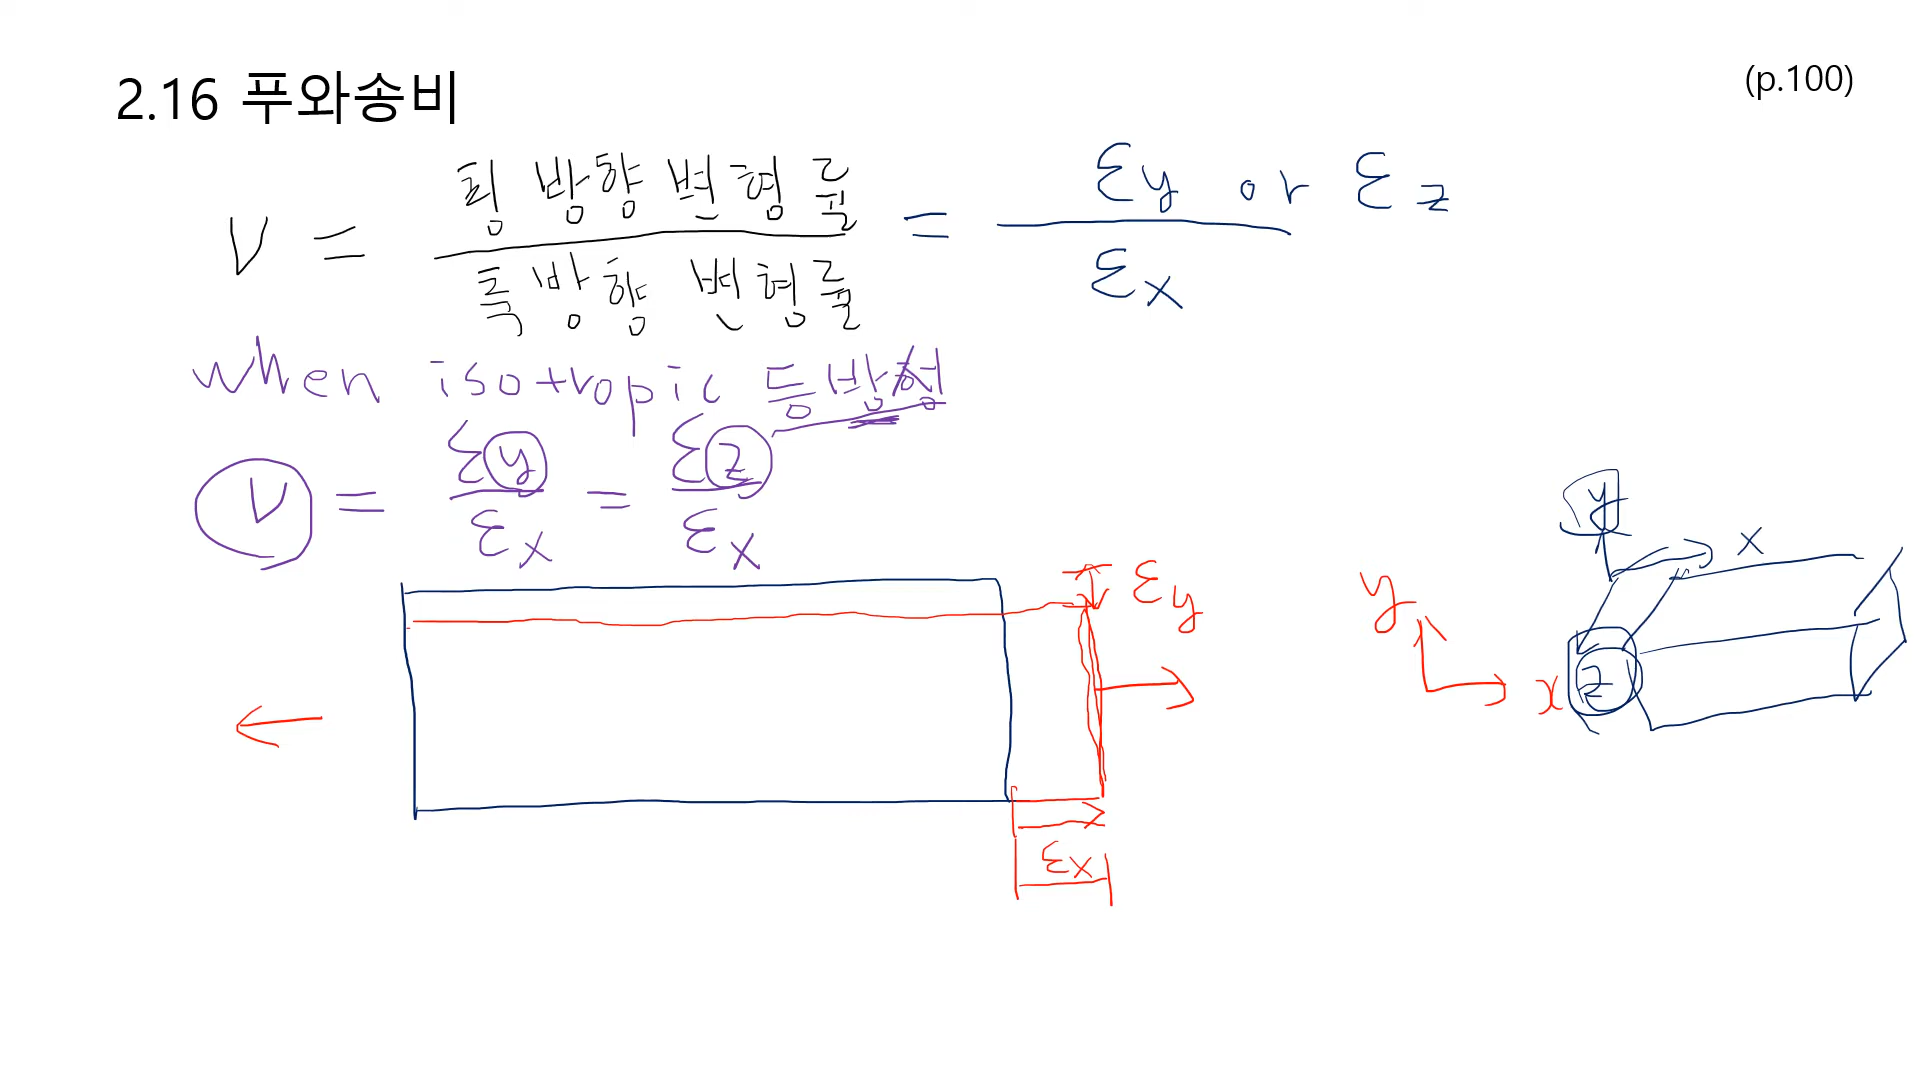 2.16 푸와송비
(p.100)
ν = 횡방향변형률 / 축방향 변형률 = εy or εz / εx
when isotropic 등방성
ν = εy / εx = εz / εx
εy
εx
y
x
y
x
z